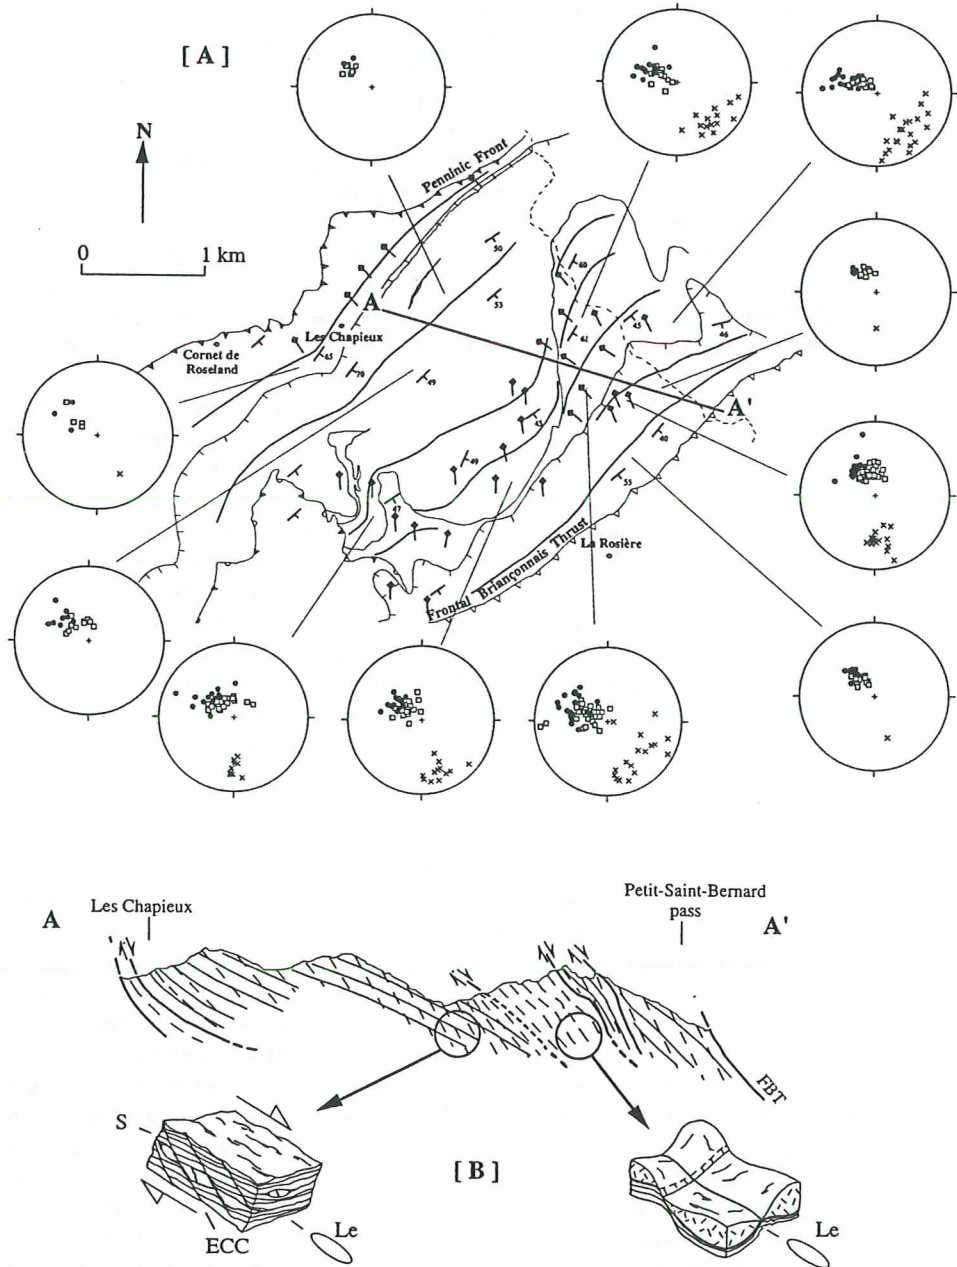 [ A ]
N
0 1 km
Penninic Front
50
53
60
61
45
46
A
Les Chapieux
Cornet de
Roseland
65
70
49
A'
45
49
40
55
47
La Rosière
Frontal Briançonnais Thrust
A
Les Chapieux
Petit-Saint-Bernard
pass
A'
FBT
S
[ B ]
Le
ECC
Le